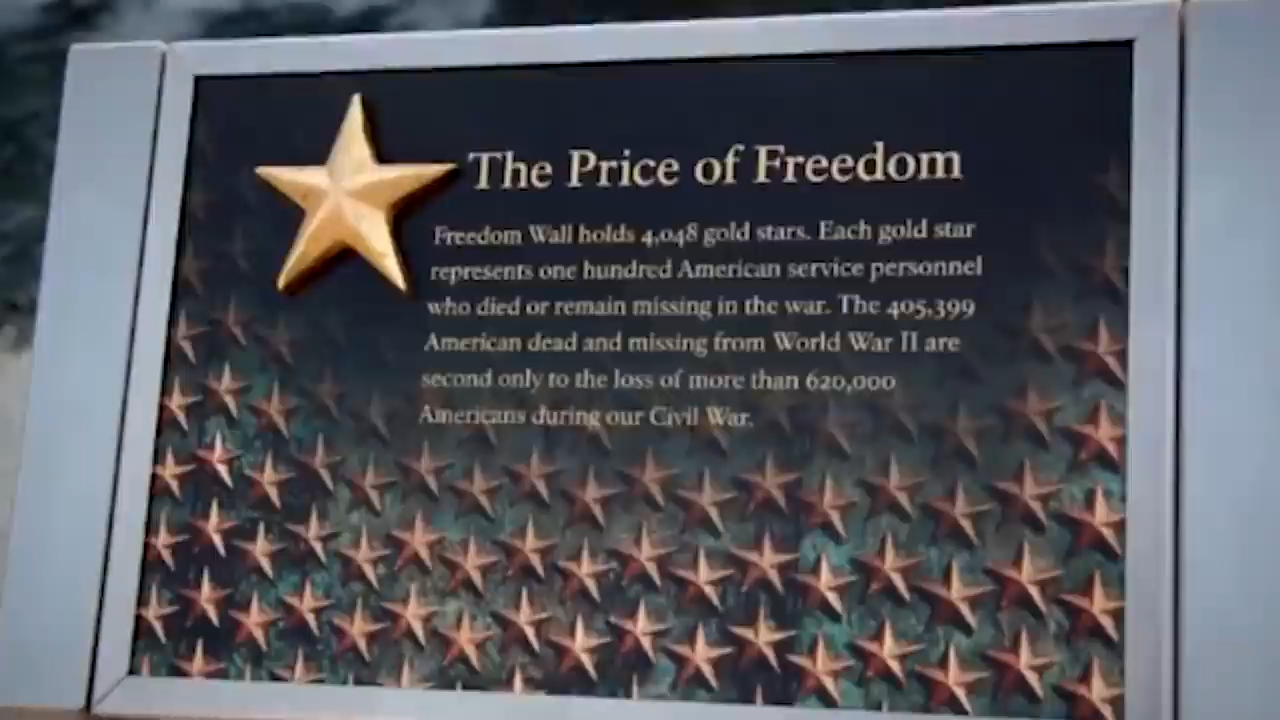 The Price of Freedom
Freedom Wall holds 4,048 gold stars. Each gold star
represents one hundred American service personnel
who died or remain missing in the war. The 405,399
American dead and missing from World War II are
second only to the loss of more than 620,000
Americans during our Civil War.